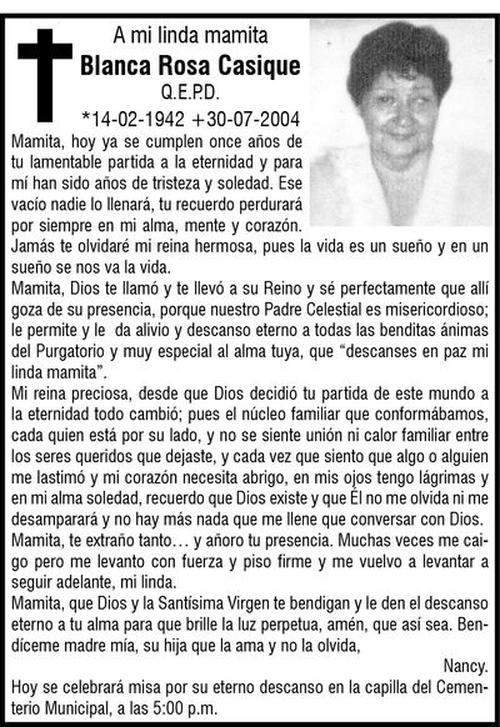 A mi linda mamita
Blanca Rosa Casique
Q.E.P.D.
*14-02-1942 +30-07-2004
Mamita, hoy ya se cumplen once años de
tu lamentable partida a la eternidad y para
mí han sido años de tristeza y soledad. Ese
vacío nadie lo llenará, tu recuerdo perdurará
por siempre en mi alma, mente y corazón.
Jamás te olvidaré mi reina hermosa, pues la vida es un sueño y en un
sueño se nos va la vida.
Mamita, Dios te llamó y te llevó a su Reino y sé perfectamente que allí
goza de su presencia, porque nuestro Padre Celestial es misericordioso;
le permite y le da alivio y descanso eterno a todas las benditas ánimas
del Purgatorio y muy especial al alma tuya, que “descanses en paz mi
linda mamita”.
Mi reina preciosa, desde que Dios decidió tu partida de este mundo a
la eternidad todo cambió; pues el núcleo familiar que conformábamos,
cada quien está por su lado, y no se siente unión ni calor familiar entre
los seres queridos que dejaste, y cada vez que siento que algo o alguien
me lastimó y mi corazón necesita abrigo, en mis ojos tengo lágrimas y
en mi alma soledad, recuerdo que Dios existe y que Él no me olvida ni me
desamparará y no hay más nada que me llene que conversar con Dios.
Mamita, te extraño tanto… y añoro tu presencia. Muchas veces me cai-
go pero me levanto con fuerza y piso firme y me vuelvo a levantar a
seguir adelante, mi linda.
Mamita, que Dios y la Santísima Virgen te bendigan y le den el descanso
eterno a tu alma para que brille la luz perpetua, amén, que así sea. Ben-
díceme madre mía, su hija que la ama y no la olvida,
Nancy.
Hoy se celebrará misa por su eterno descanso en la capilla del Cemen-
terio Municipal, a las 5:00 p.m.